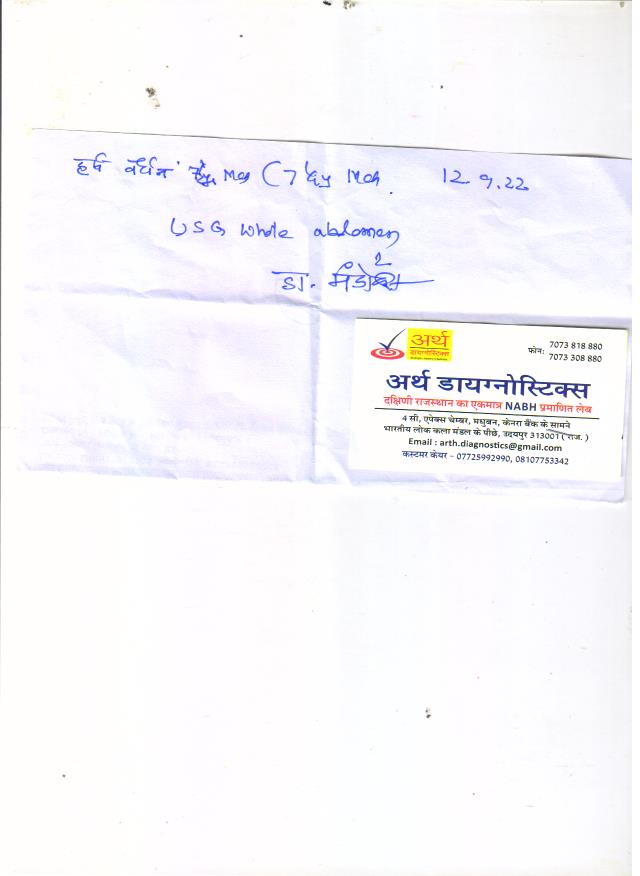 हर्ष वर्धन (7 12.9.22
USG whole abdomen
डा.
अर्थ
डायग्नोस्टिक्स
फोन: 7073 818 880
7073 308 880
अर्थ डायग्नोस्टिक्स
दक्षिणी राजस्थान का एकमात्र NABH प्रमाणित लेब
4 सी, एपेक्स चेम्बर, मधुबन, केनरा बैंक के सामने
भारतीय लोक कला मंडल के पीछे, उदयपुर 313001 ( राज. )
Email : arth.diagnostics@gmail.com
कस्टमर केयर – 07725992990, 08107753342